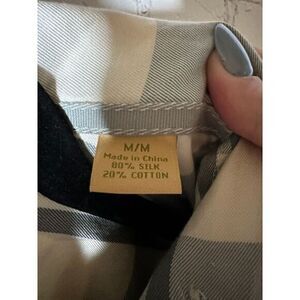 M/M
Made in China
80% SILK
20% COTTON